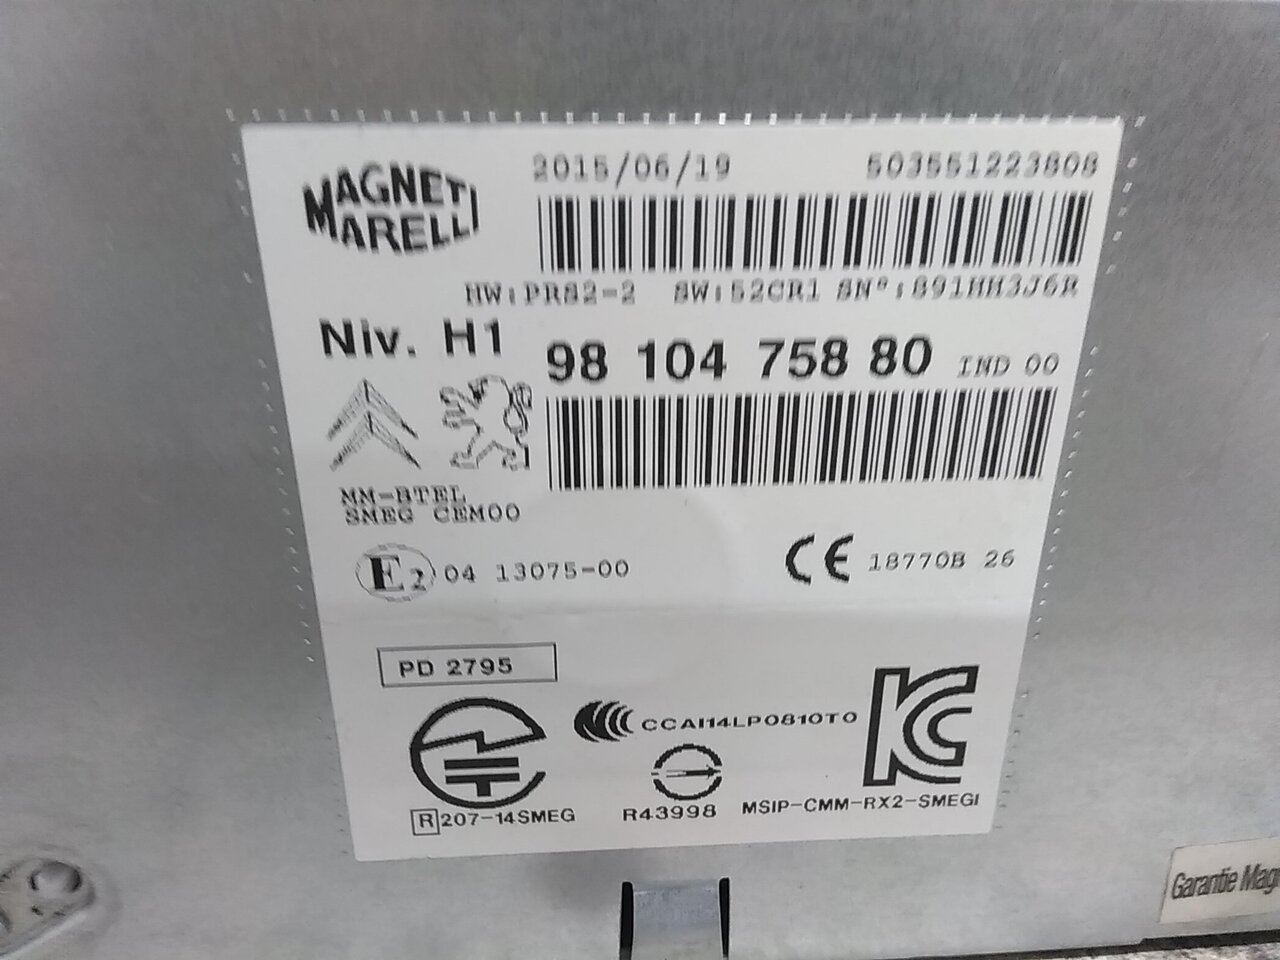 MAGNETI
MARELLI
2015/06/19 503551223808
HW:PRS2-2 SW:52CR1 SN°:891HH3J6R
Niv. H1 98 104 758 80 IND 00
MM-BTEL
SMEG CEM00
E2 04 13075-00 CE 18770B 26
PD 2795
CCAI14LP0810T0
KC
R 207-14SMEG R43998 MSIP-CMM-RX2-SMEGI
Garantie